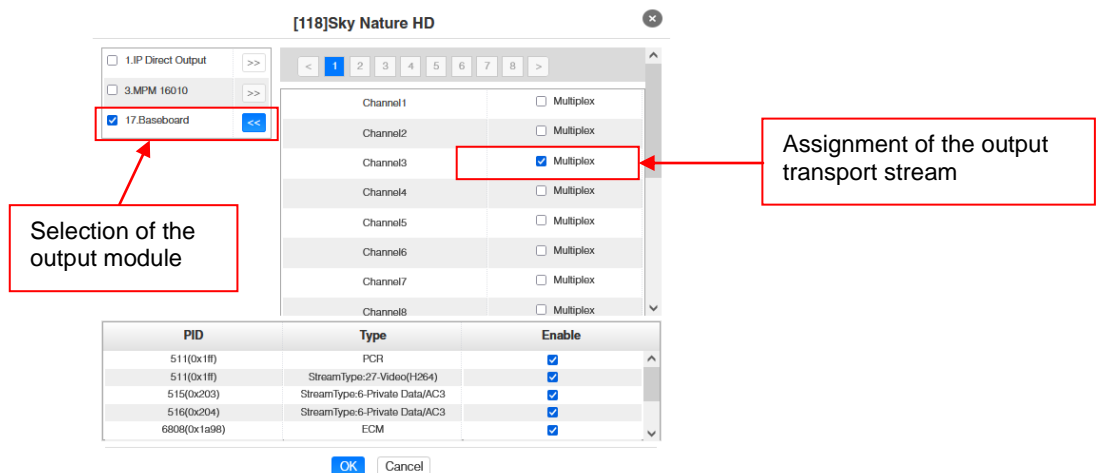 [118]Sky Nature HD
1.IP Direct Output >>
3.MPM 16010 >>
17.Baseboard <<
< 1 2 3 4 5 6 7 8 >
Channel1 Multiplex
Channel2 Multiplex
Channel3 Multiplex
Channel4 Multiplex
Channel5 Multiplex
Channel6 Multiplex
Channel7 Multiplex
Channel8 Multiplex
Selection of the
output module
Assignment of the output
transport stream
PID Type Enable
511(0x1ff) PCR
511(0x1ff) StreamType:27-Video(H264)
515(0x203) StreamType:6-Private Data/AC3
516(0x204) StreamType:6-Private Data/AC3
6808(0x1a98) ECM
OK Cancel